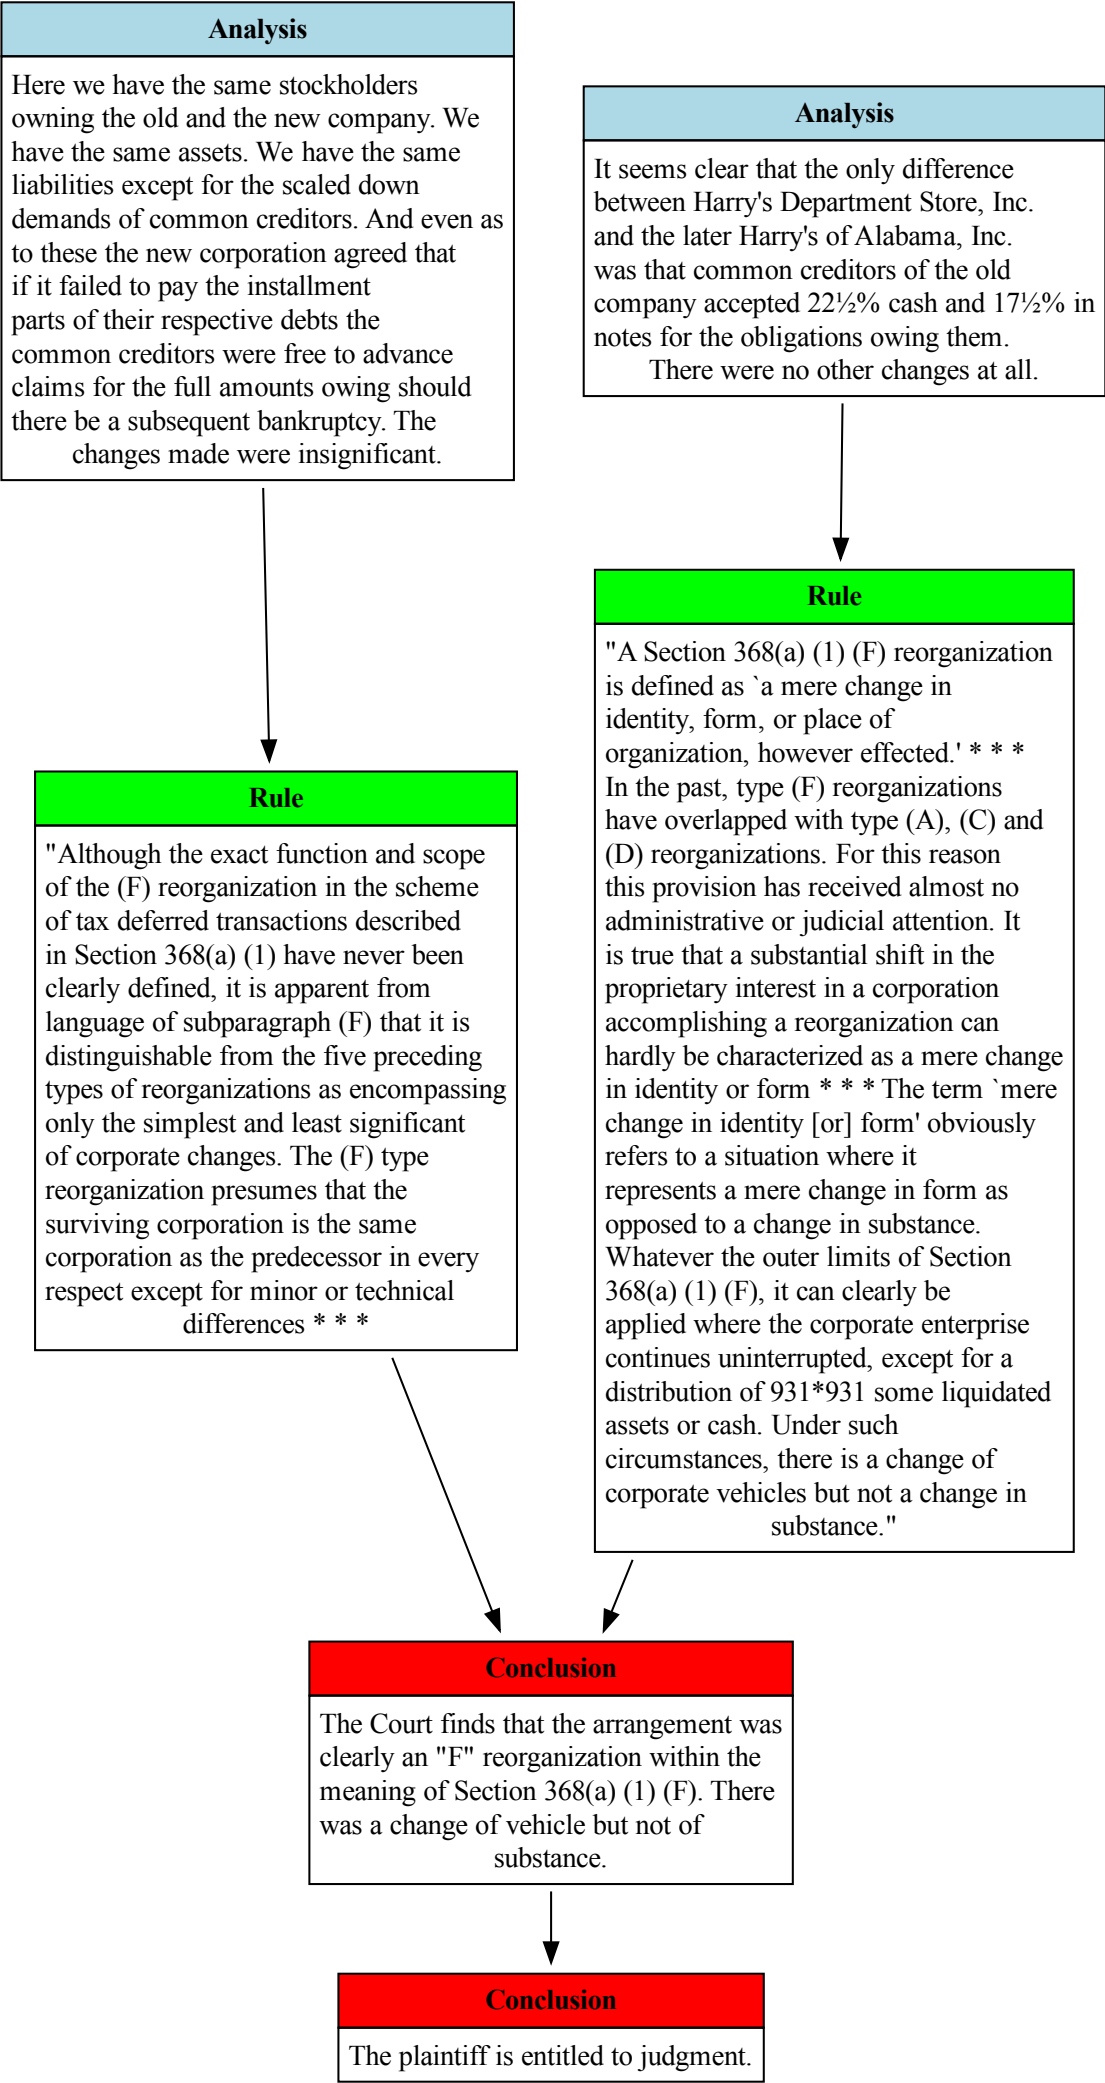 Analysis
Here we have the same stockholders
owning the old and the new company. We
have the same assets. We have the same
liabilities except for the scaled down
demands of common creditors. And even as
to these the new corporation agreed that
if it failed to pay the installment
parts of their respective debts the
common creditors were free to advance
claims for the full amounts owing should
there be a subsequent bankruptcy. The
changes made were insignificant.
Analysis
It seems clear that the only difference
between Harry's Department Store, Inc.
and the later Harry's of Alabama, Inc.
was that common creditors of the old
company accepted 22½% cash and 17½% in
notes for the obligations owing them.
There were no other changes at all.
Rule
"Although the exact function and scope
of the (F) reorganization in the scheme
of tax deferred transactions described
in Section 368(a) (1) have never been
clearly defined, it is apparent from
language of subparagraph (F) that it is
distinguishable from the five preceding
types of reorganizations as encompassing
only the simplest and least significant
of corporate changes. The (F) type
reorganization presumes that the
surviving corporation is the same
corporation as the predecessor in every
respect except for minor or technical
differences * * *
Rule
"A Section 368(a) (1) (F) reorganization
is defined as `a mere change in
identity, form, or place of
organization, however effected.' * * *
In the past, type (F) reorganizations
have overlapped with type (A), (C) and
(D) reorganizations. For this reason
this provision has received almost no
administrative or judicial attention. It
is true that a substantial shift in the
proprietary interest in a corporation
accomplishing a reorganization can
hardly be characterized as a mere change
in identity or form * * * The term `mere
change in identity [or] form' obviously
refers to a situation where it
represents a mere change in form as
opposed to a change in substance.
Whatever the outer limits of Section
368(a) (1) (F), it can clearly be
applied where the corporate enterprise
continues uninterrupted, except for a
distribution of 931*931 some liquidated
assets or cash. Under such
circumstances, there is a change of
corporate vehicles but not a change in
substance."
Conclusion
The Court finds that the arrangement was
clearly an "F" reorganization within the
meaning of Section 368(a) (1) (F). There
was a change of vehicle but not of
substance.
Conclusion
The plaintiff is entitled to judgment.